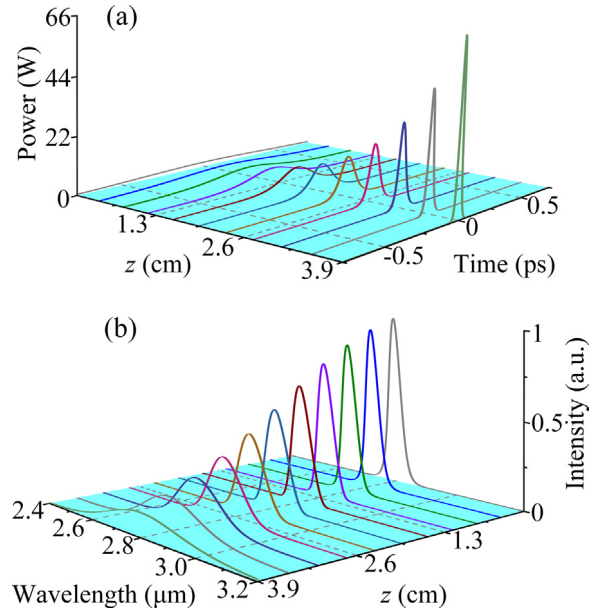 (a)
66
44
22
0
Power (W)
1.3
2.6
3.9
z (cm)
-0.5
0
0.5
Time (ps)
(b)
1
0.5
0
Intensity (a.u.)
2.4
2.6
2.8
3.0
3.2
Wavelength (μm)
3.9
2.6
1.3
z (cm)